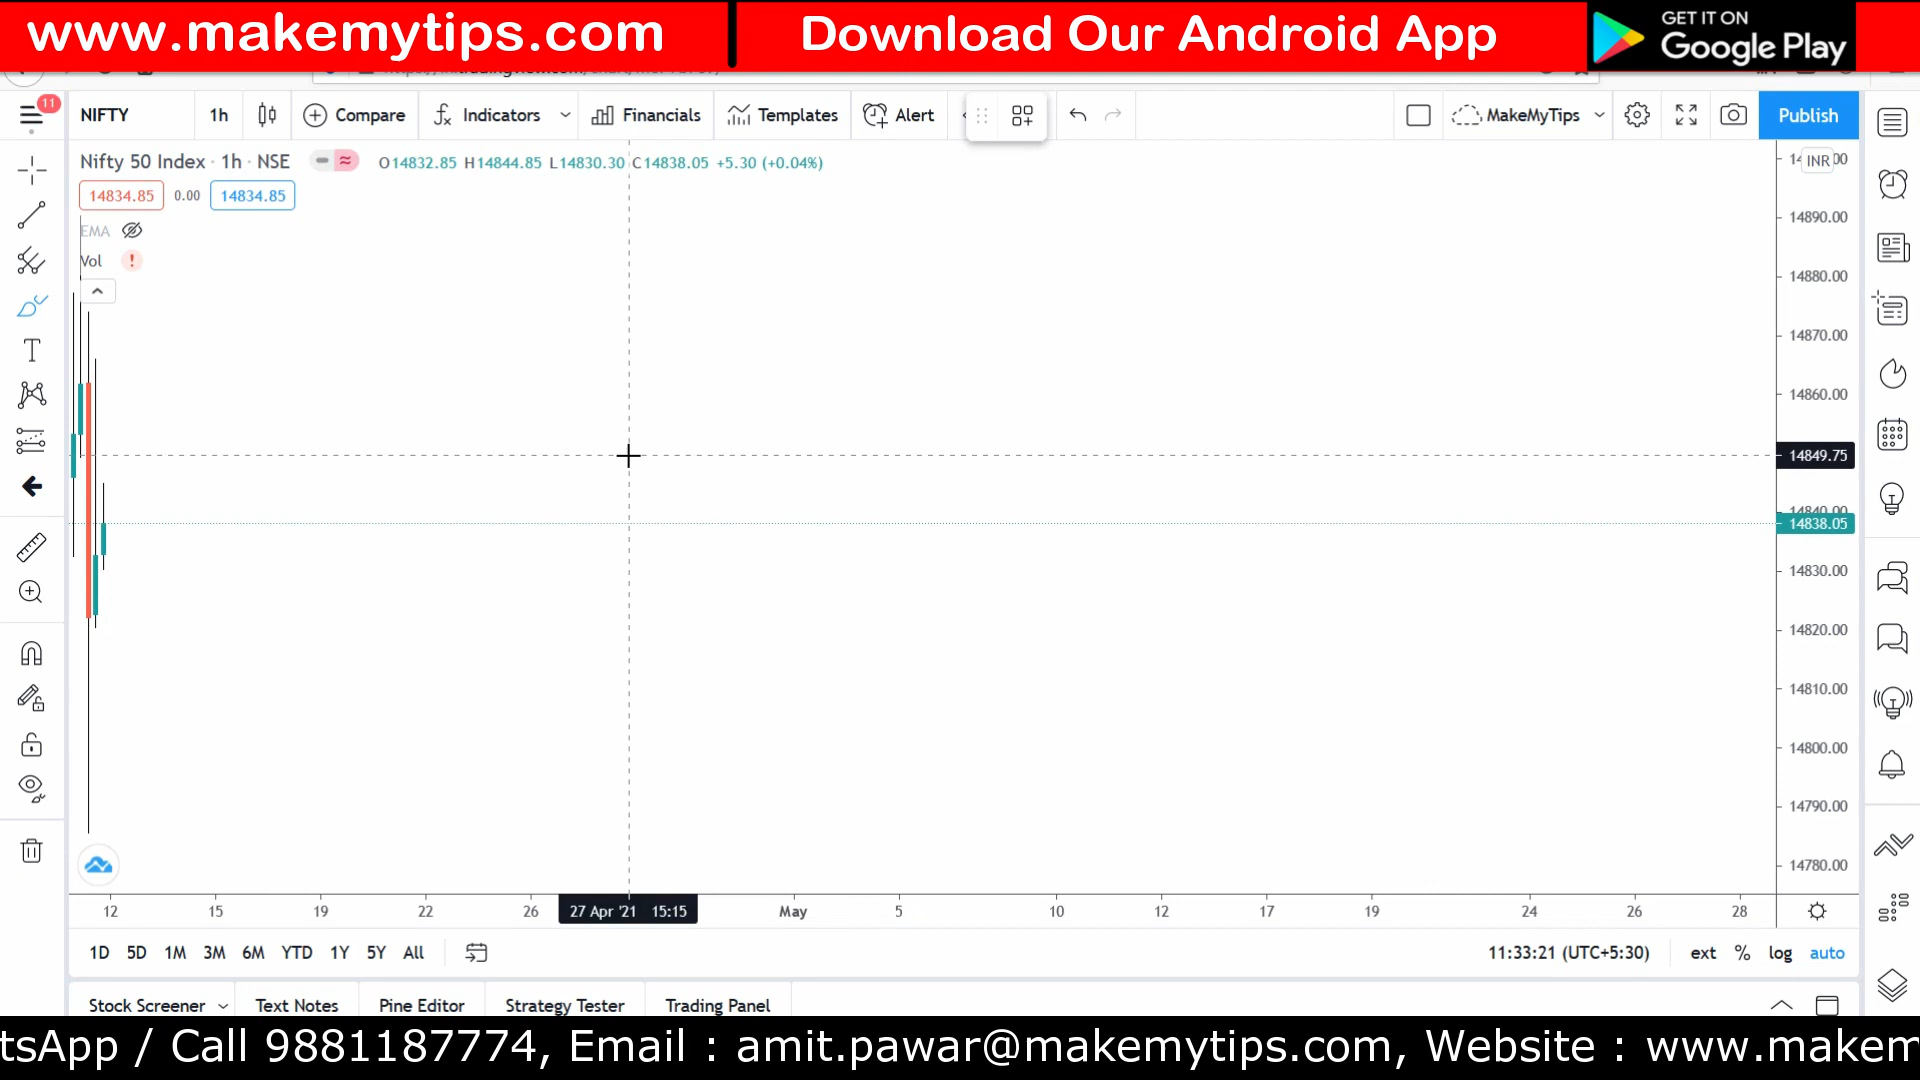 www.makemytips.com
Download Our Android App
GET IT ON
Google Play
11
NIFTY
1h
Compare
Indicators
Financials
Templates
Alert
MakeMyTips
Publish
Nifty 50 Index · 1h · NSE
O14832.85 H14844.85 L14830.30 C14838.05 +5.30 (+0.04%)
INR
14834.85 0.00 14834.85
EMA
Vol
!
14890.00
14880.00
14870.00
14860.00
14849.75
14840.00
14838.05
14830.00
14820.00
14810.00
14800.00
14790.00
14780.00
12 15 19 22 26 27 Apr '21 15:15 May 5 10 12 17 19 24 26 28
1D 5D 1M 3M 6M YTD 1Y 5Y All
11:33:21 (UTC+5:30) ext % log auto
Stock Screener Text Notes Pine Editor Strategy Tester Trading Panel
tsApp / Call 9881187774, Email : amit.pawar@makemytips.com, Website : www.makem